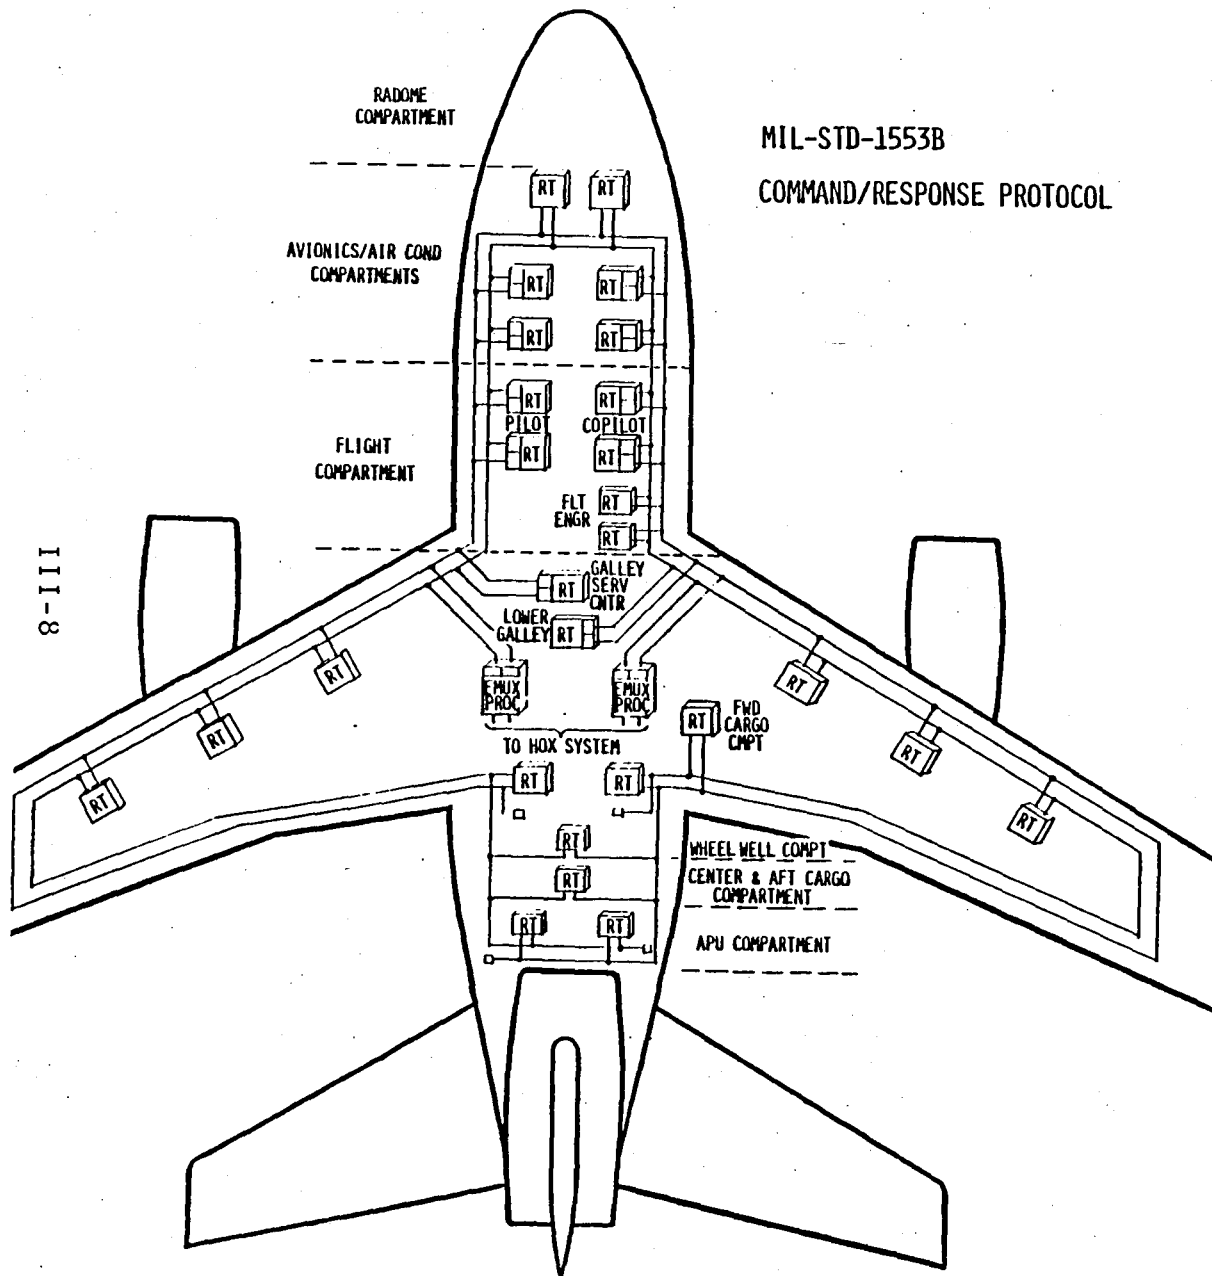 RADOME
COMPARTMENT
MIL-STD-1553B
COMMAND/RESPONSE PROTOCOL
RT
RT
AVIONICS/AIR COND
COMPARTMENTS
RT
RT
RT
RT
RT
RT
PILOT
COPILOT
FLIGHT
COMPARTMENT
RT
RT
FLT
ENGR
RT
RT
III-8
GALLEY
SERV
CNTR
RT
LOWER
GALLEY
RT
RT
RT
EMUX
PROC
EMUX
PROC
RT
FWD
CARGO
CMPT
RT
RT
TO HOX SYSTEM
RT
RT
RT
RT
RT
WHEEL WELL COMPT
RT
CENTER & AFT CARGO
COMPARTMENT
RT
RT
RT
APU COMPARTMENT